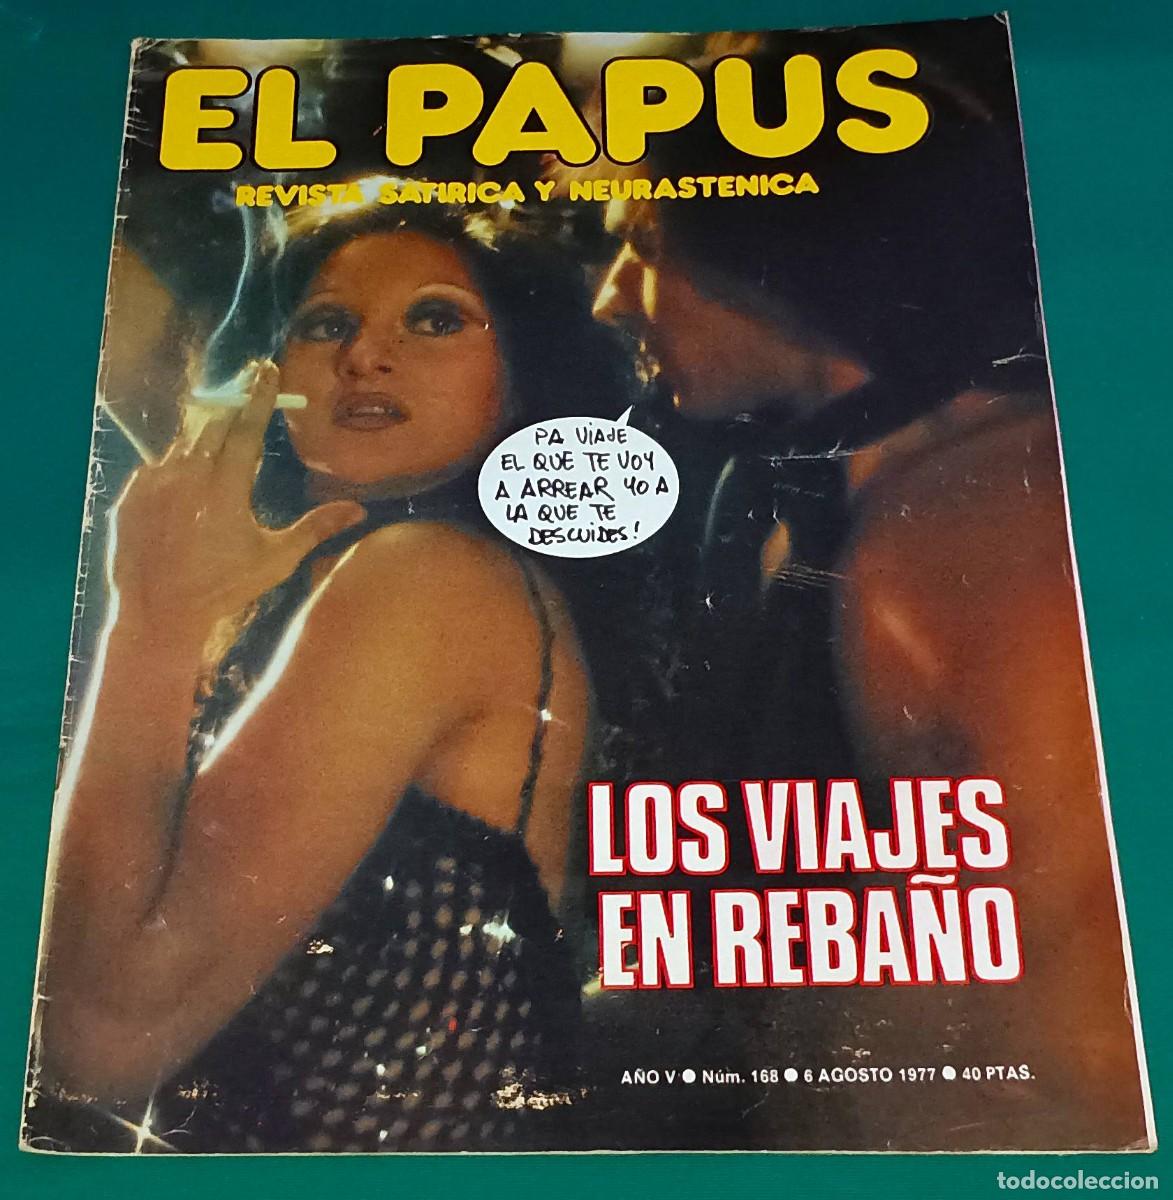 EL PAPUS
REVISTA SATIRICA Y NEURASTENICA
PA VIAJE
EL QUE TE VOY
A ARREAR YO A
LA QUE TE
DESCUIDES!
LOS VIAJES
EN REBAÑO
AÑO V ● Núm. 168 ● 6 AGOSTO 1977 ● 40 PTAS.
todocoleccion